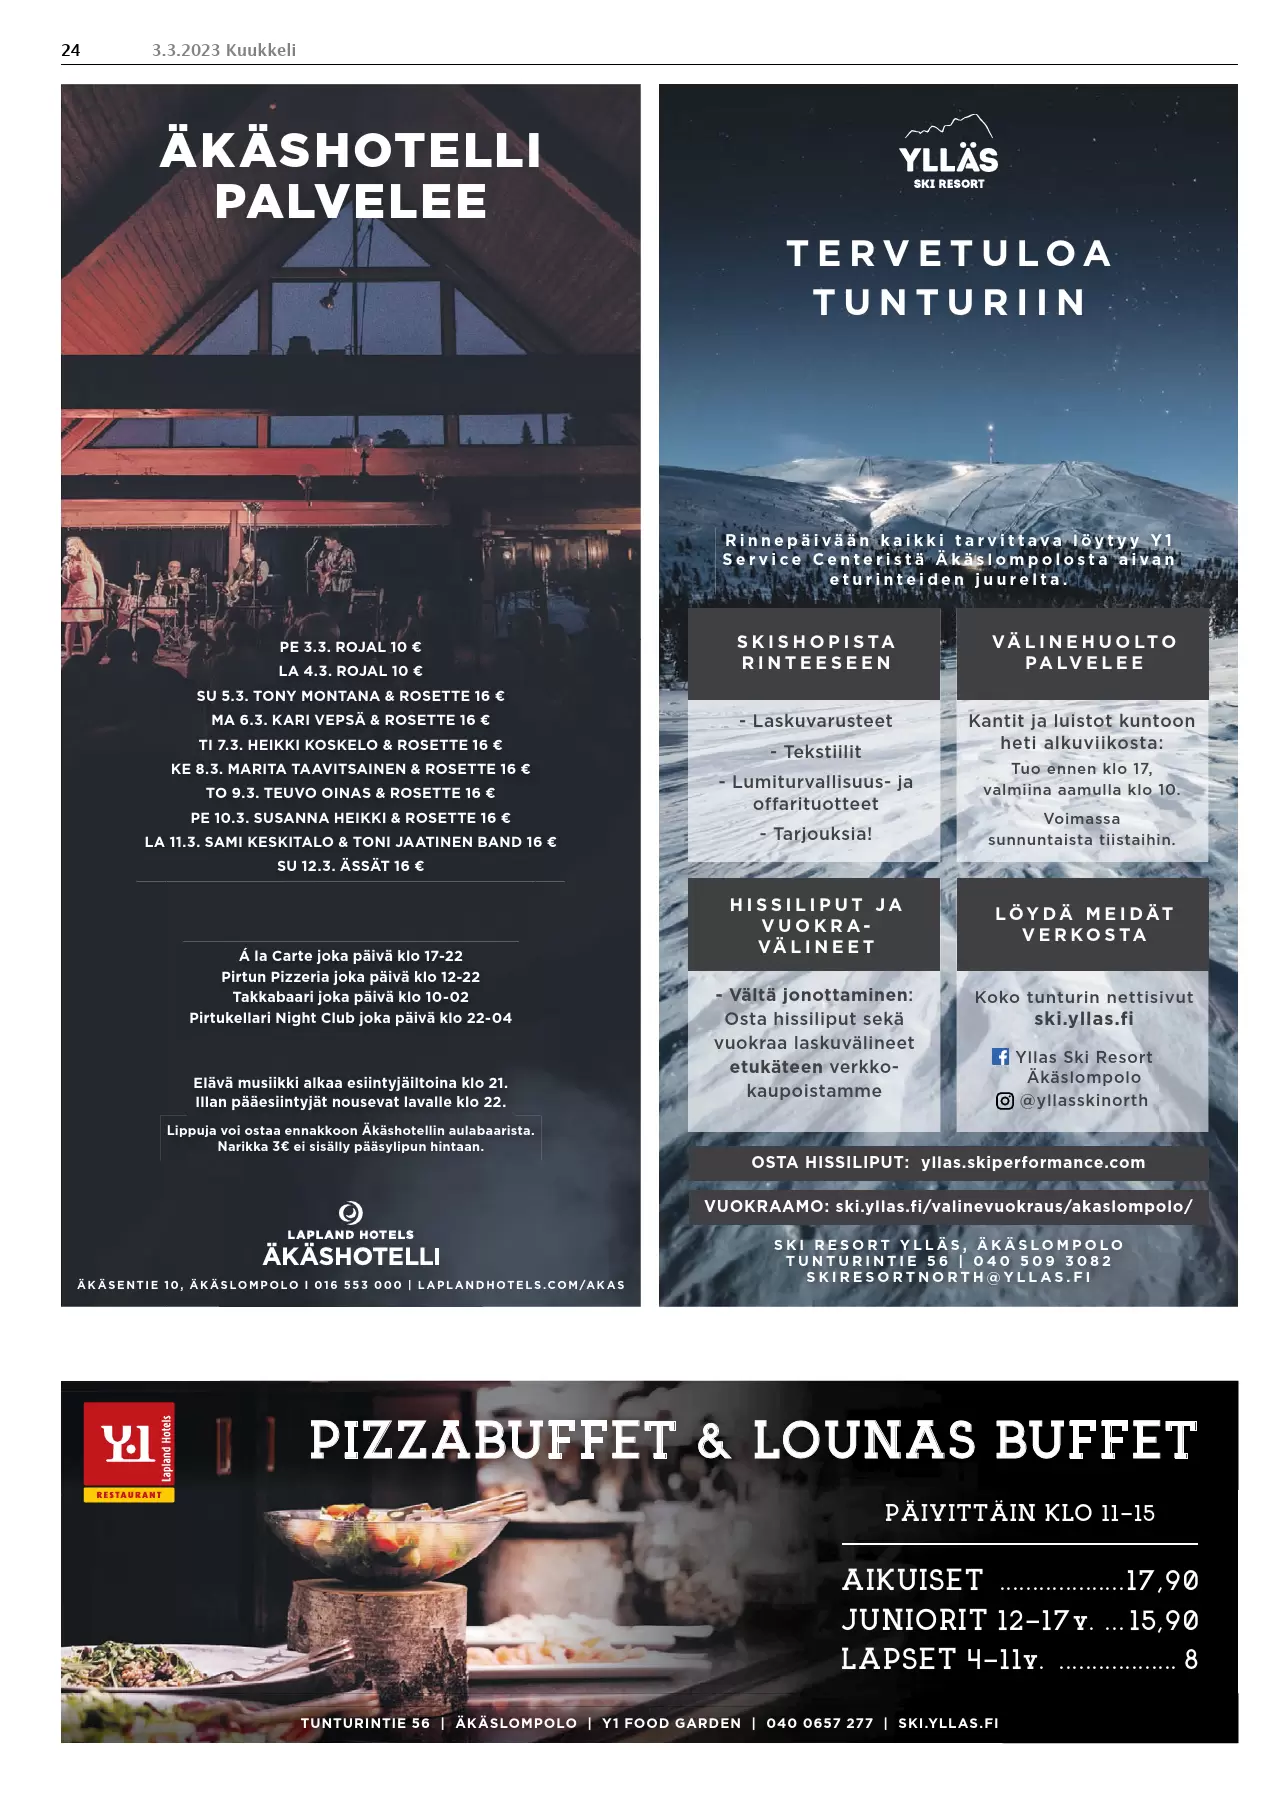 24 3.3.2023 Kuukkeli
ÄKÄSHOTELLI
PALVELEE
PE 3.3. ROJAL 10 €
LA 4.3. ROJAL 10 €
SU 5.3. TONY MONTANA & ROSETTE 16 €
MA 6.3. KARI VEPSÄ & ROSETTE 16 €
TI 7.3. HEIKKI KOSKELO & ROSETTE 16 €
KE 8.3. MARITA TAAVITSAINEN & ROSETTE 16 €
TO 9.3. TEUVO OINAS & ROSETTE 16 €
PE 10.3. SUSANNA HEIKKI & ROSETTE 16 €
LA 11.3. SAMI KESKITALO & TONI JAATINEN BAND 16 €
SU 12.3. ÄSSÄT 16 €
Á la Carte joka päivä klo 17-22
Pirtun Pizzeria joka päivä klo 12-22
Takkabaari joka päivä klo 10-02
Pirtukellari Night Club joka päivä klo 22-04
Elävä musiikki alkaa esiintyjäiltoina klo 21.
Illan pääesiintyjät nousevat lavalle klo 22.
Lippuja voi ostaa ennakkoon Äkäshotellin aulabaarista.
Narikka 3€ ei sisälly pääsylipun hintaan.
LAPLAND HOTELS
ÄKÄSHOTELLI
ÄKÄSENTIE 10, ÄKÄSLOMPOLO I 016 553 000 | LAPLANDHOTELS.COM/AKAS
YLLÄS
SKI RESORT
TERVETULOA
TUNTURIIN
Rinnepäivään kaikki tarvittava löytyy Y1
Service Centeristä Äkäslompolosta aivan
eturinteiden juurelta.
SKISHOPISTA
RINTEESEEN
- Laskuvarusteet
- Tekstiilit
- Lumiturvallisuus- ja
offarituotteet
- Tarjouksia!
VÄLINEHUOLTO
PALVELEE
Kantit ja luistot kuntoon
heti alkuviikosta:
Tuo ennen klo 17,
valmiina aamulla klo 10.
Voimassa
sunnuntaista tiistaihin.
HISSILIPUT JA
VUOKRA-
VÄLINEET
- Vältä jonottaminen:
Osta hissiliput sekä
vuokraa laskuvälineet
etukäteen verkko-
kaupoistamme
LÖYDÄ MEIDÄT
VERKOSTA
Koko tunturin nettisivut
ski.yllas.fi
Yllas Ski Resort
Äkäslompolo
@yllasskinorth
OSTA HISSILIPUT: yllas.skiperformance.com
VUOKRAAMO: ski.yllas.fi/valinevuokraus/akaslompolo/
SKI RESORT YLLÄS, ÄKÄSLOMPOLO
TUNTURINTIE 56 | 040 509 3082
SKIRESORTNORTH@YLLAS.FI
Y.1
Lapland Hotels
RESTAURANT
PIZZABUFFET & LOUNAS BUFFET
PÄIVITTÄIN KLO 11–15
AIKUISET ...................17,90
JUNIORIT 12–17 v. ...15,90
LAPSET 4–11v. .................. 8
TUNTURINTIE 56 | ÄKÄSLOMPOLO | Y1 FOOD GARDEN | 040 0657 277 | SKI.YLLAS.FI